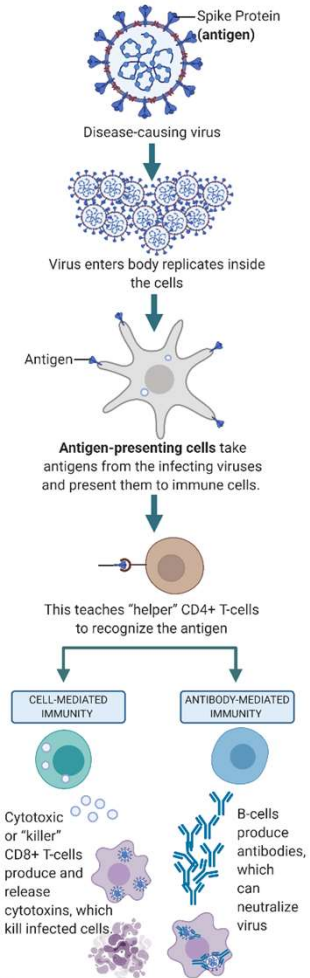 Spike Protein
(antigen)
Disease-causing virus
Virus enters body replicates inside
the cells
Antigen
Antigen-presenting cells take
antigens from the infecting viruses
and present them to immune cells.
This teaches “helper” CD4+ T-cells
to recognize the antigen
CELL-MEDIATED
IMMUNITY
ANTIBODY-MEDIATED
IMMUNITY
Cytotoxic
or “killer”
CD8+ T-cells
produce and
release
cytotoxins, which
kill infected cells.
B-cells
produce
antibodies,
which
can
neutralize
virus